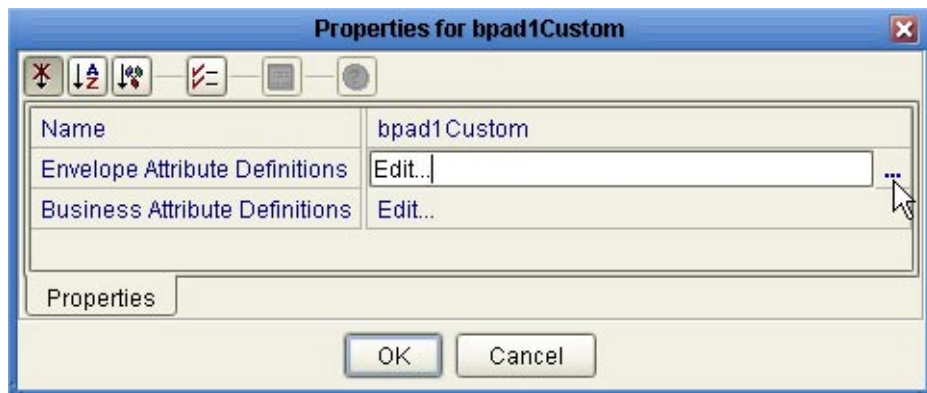 Properties for bpad1Custom
Name bpad1Custom
Envelope Attribute Definitions Edit... ...
Business Attribute Definitions Edit...
Properties
OK Cancel